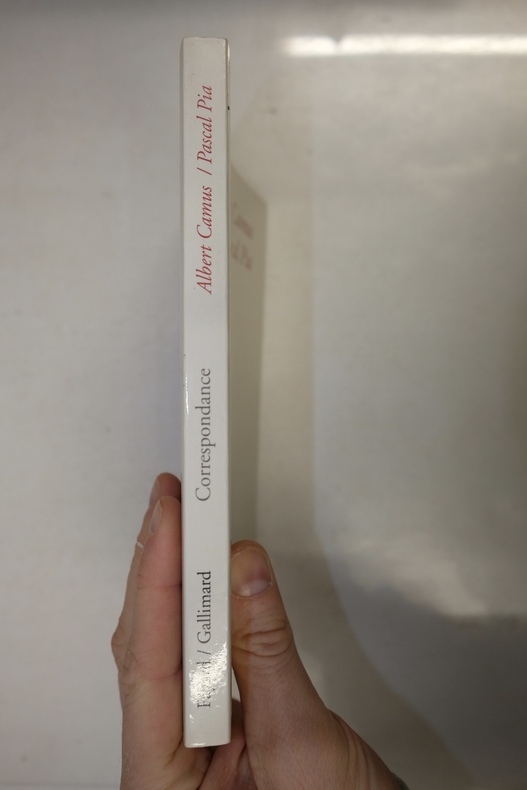 Albert Camus / Pascal Pia
Correspondance
/ Gallimard